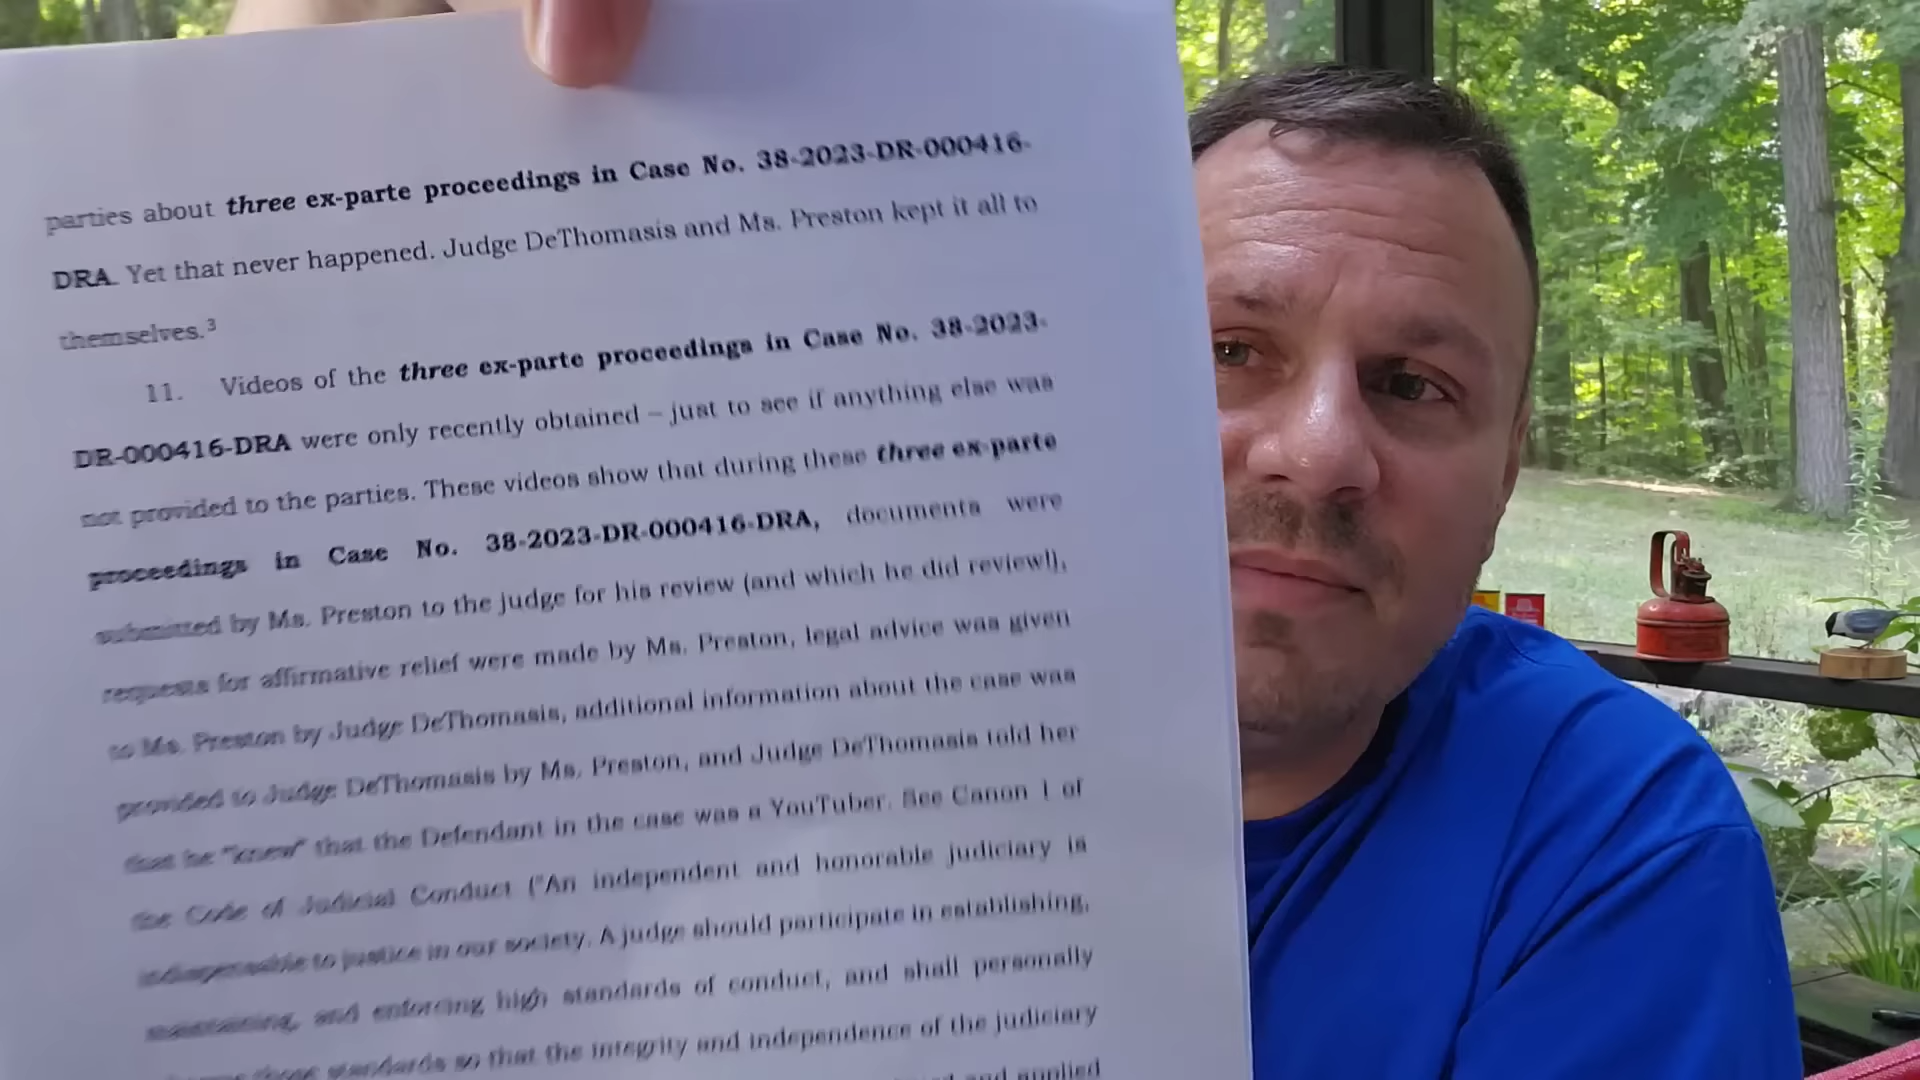 parties about three ex-parte proceedings in Case No. 38-2023-DR-000416-
DRA. Yet that never happened. Judge DeThomasis and Ms. Preston kept it all to
themselves.3
11. Videos of the three ex-parte proceedings in Case No. 38-2023-
DR-000416-DRA were only recently obtained – just to see if anything else was
not provided to the parties. These videos show that during these three ex-parte
proceedings in Case No. 38-2023-DR-000416-DRA, documents were
submitted by Ms. Preston to the judge for his review (and which he did review!),
requests for affirmative relief were made by Ms. Preston, legal advice was given
to Ms. Preston by Judge DeThomasis, additional information about the case was
provided to Judge DeThomasis by Ms. Preston, and Judge DeThomasis told her
that he "knew" that the Defendant in the case was a YouTuber. See Canon 1 of
the Code of Judicial Conduct ("An independent and honorable judiciary is
indispensable to justice in our society. A judge should participate in establishing,
maintaining, and enforcing high standards of conduct, and shall personally
those standards so that the integrity and independence of the judiciary
and applied